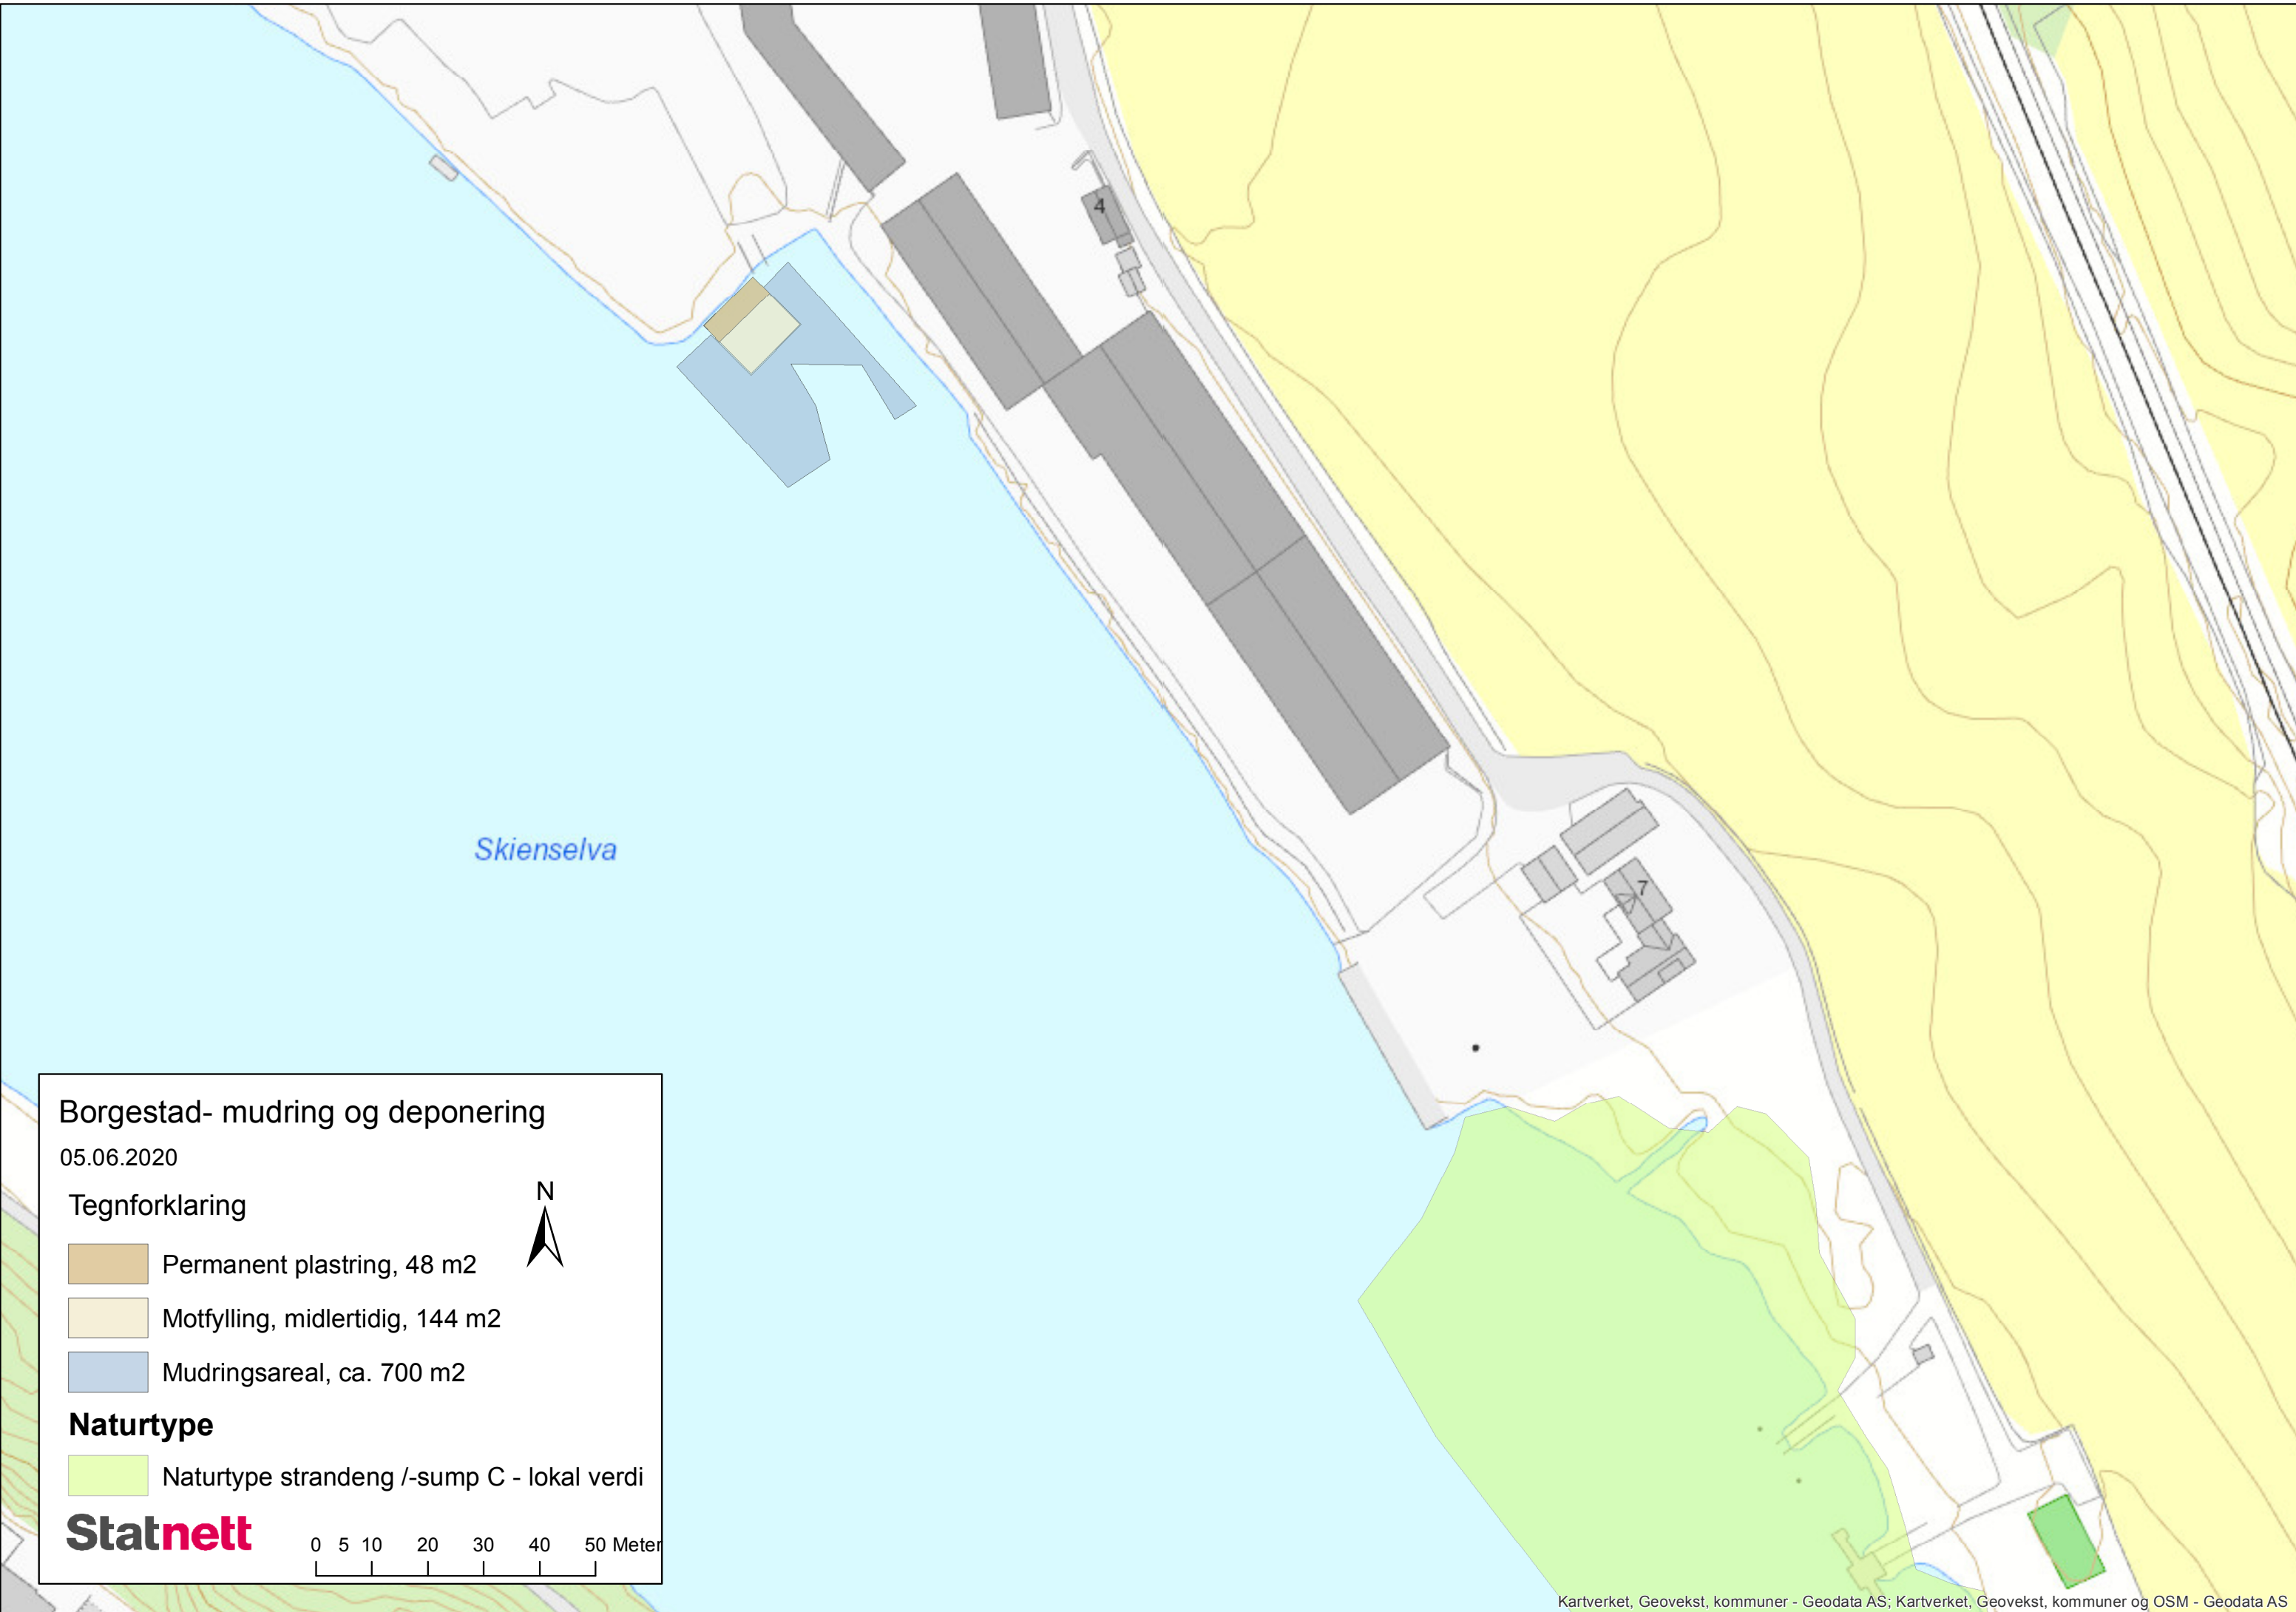 4
Skienselva
7
Borgestad- mudring og deponering
05.06.2020
Tegnforklaring
N
Permanent plastring, 48 m2
Motfylling, midlertidig, 144 m2
Mudringsareal, ca. 700 m2
Naturtype
Naturtype strandeng /-sump C - lokal verdi
Statnett
0 5 10 20 30 40 50 Meter
Kartverket, Geovekst, kommuner - Geodata AS; Kartverket, Geovekst, kommuner og OSM - Geodata AS